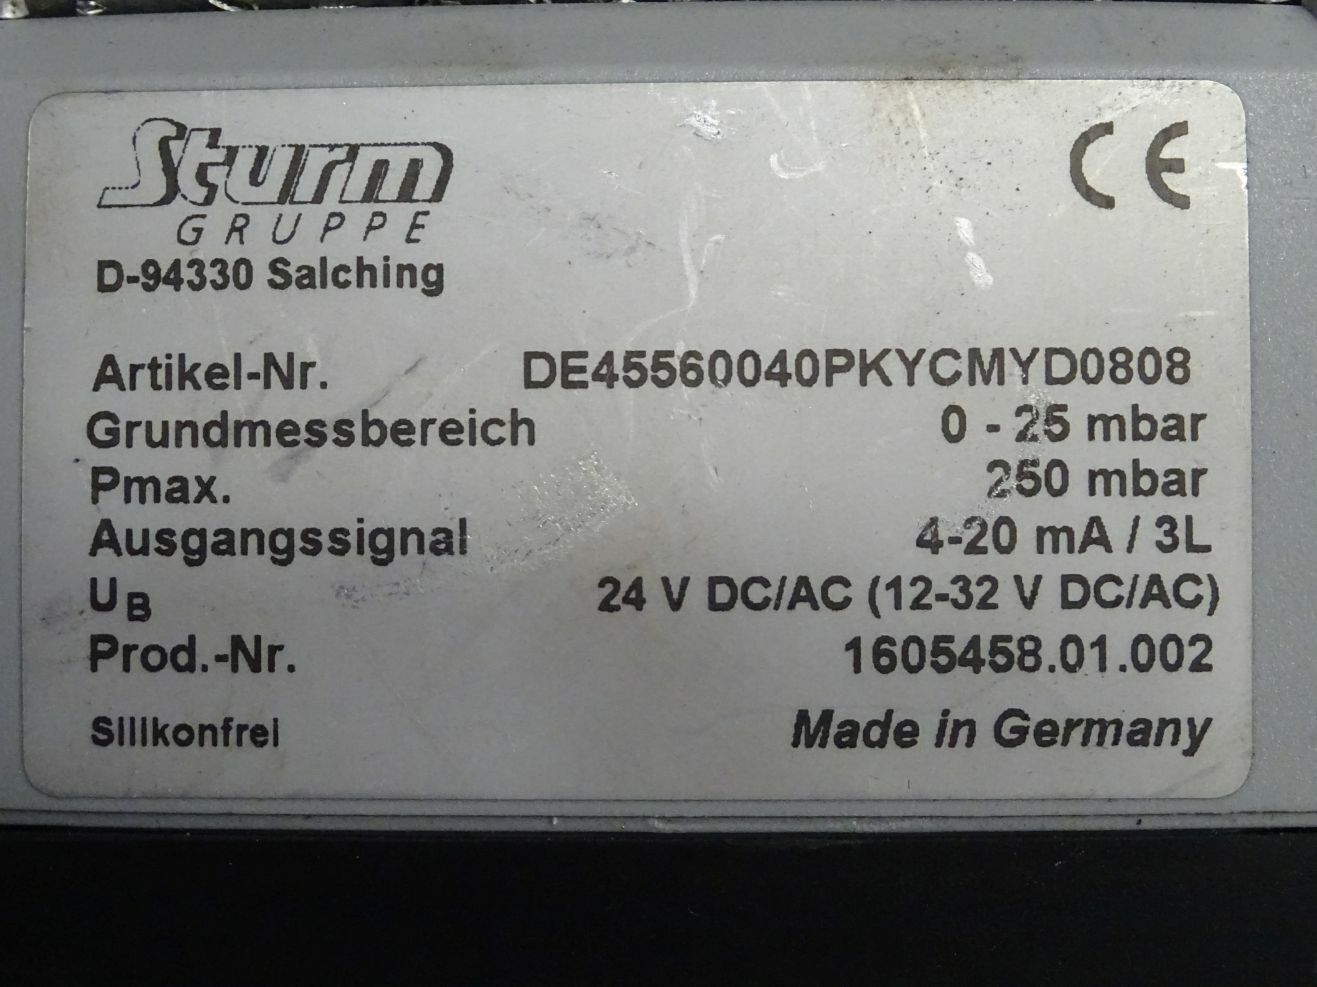 Sturm
GRUPPE
CE
D-94330 Salching
Artikel-Nr. DE45560040PKYCMYD0808
Grundmessbereich 0 - 25 mbar
Pmax. 250 mbar
Ausgangssignal 4-20 mA / 3L
UB 24 V DC/AC (12-32 V DC/AC)
Prod.-Nr. 1605458.01.002
Silikonfrei Made in Germany